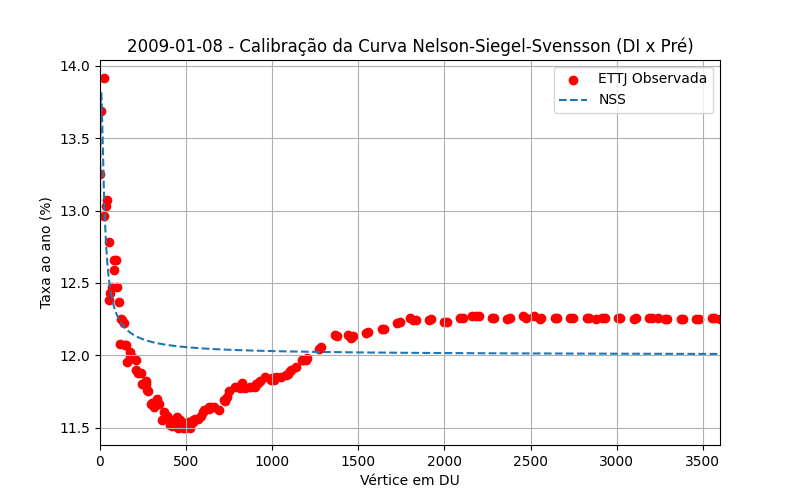 2009-01-08 - Calibração da Curva Nelson-Siegel-Svensson (DI x Pré)
ETTJ Observada
NSS
Taxa ao ano (%)
14.0
13.5
13.0
12.5
12.0
11.5
0 500 1000 1500 2000 2500 3000 3500
Vértice em DU